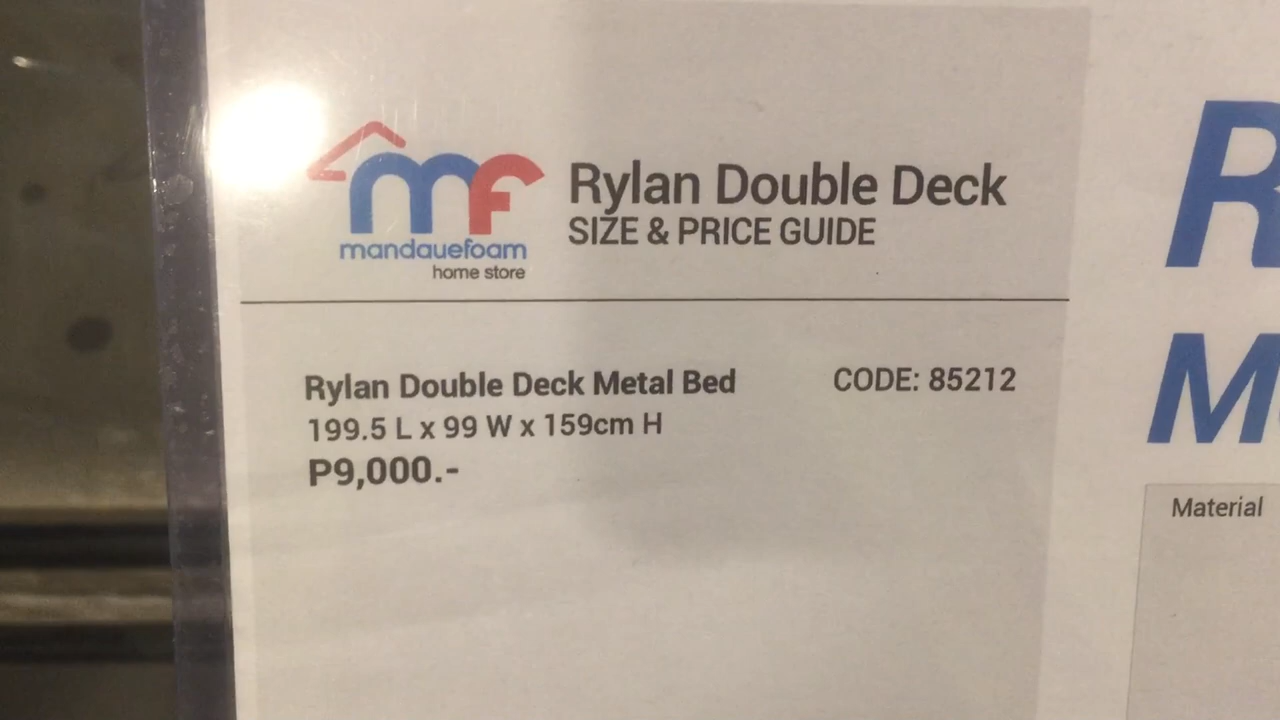 mf
mandauefoam
home store
Rylan Double Deck
SIZE & PRICE GUIDE
Rylan Double Deck Metal Bed
CODE: 85212
199.5 L x 99 W x 159cm H
P9,000.-
R
M
Material